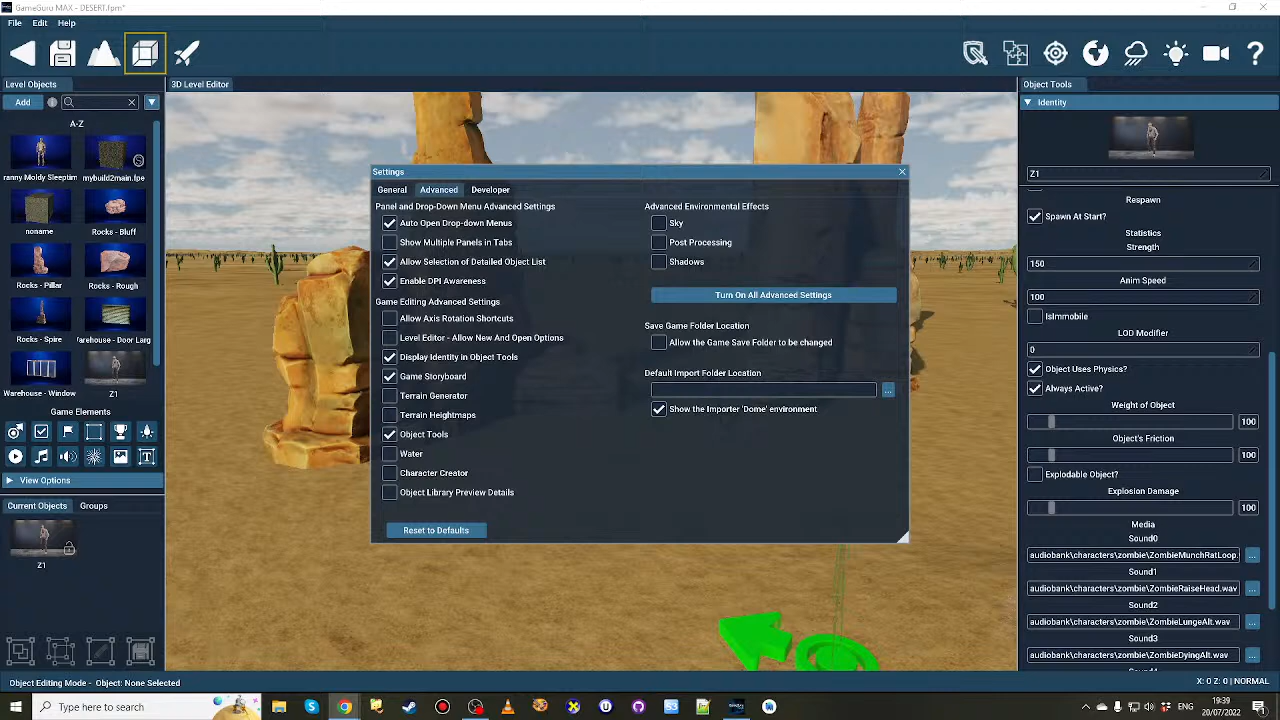 GameGuru MAX - DESERT.fpm*
File Edit Help
Level Objects
3D Level Editor
Object Tools
Add
A-Z
ranny Moldy Sleeptim
mybuild2main.fpe
noname
Rocks - Bluff
Rocks - Pillar
Rocks - Rough
Rocks - Spire
Warehouse - Door Larg
Warehouse - Window
Z1
Game Elements
View Options
Current Objects Groups
Z1
Settings
General Advanced Developer
Panel and Drop-Down Menu Advanced Settings
Auto Open Drop-down Menus
Show Multiple Panels in Tabs
Allow Selection of Detailed Object List
Enable DPI Awareness
Game Editing Advanced Settings
Allow Axis Rotation Shortcuts
Level Editor - Allow New And Open Options
Display Identity in Object Tools
Game Storyboard
Terrain Generator
Terrain Heightmaps
Object Tools
Water
Character Creator
Object Library Preview Details
Reset to Defaults
Advanced Environmental Effects
Sky
Post Processing
Shadows
Turn On All Advanced Settings
Save Game Folder Location
Allow the Game Save Folder to be changed
Default Import Folder Location
...
Show the Importer 'Dome' environment
Identity
Z1
Respawn
Spawn At Start?
Statistics
Strength
150
Anim Speed
100
IsImmobile
LOD Modifier
0
Object Uses Physics?
Always Active?
Weight of Object
100
Object's Friction
100
Explodable Object?
Explosion Damage
100
Media
Sound0
audiobank\characters\zombie\ZombieMunchRatLoop. ...
Sound1
audiobank\characters\zombie\ZombieRaiseHead.wav ...
Sound2
audiobank\characters\zombie\ZombieLungeAlt.wav ...
Sound3
audiobank\characters\zombie\ZombieDyingAlt.wav ...
Object Editing Mode - Object: None Selected
X: 0 Z: 0 | NORMAL
Type here to search
19:39
20/07/2022